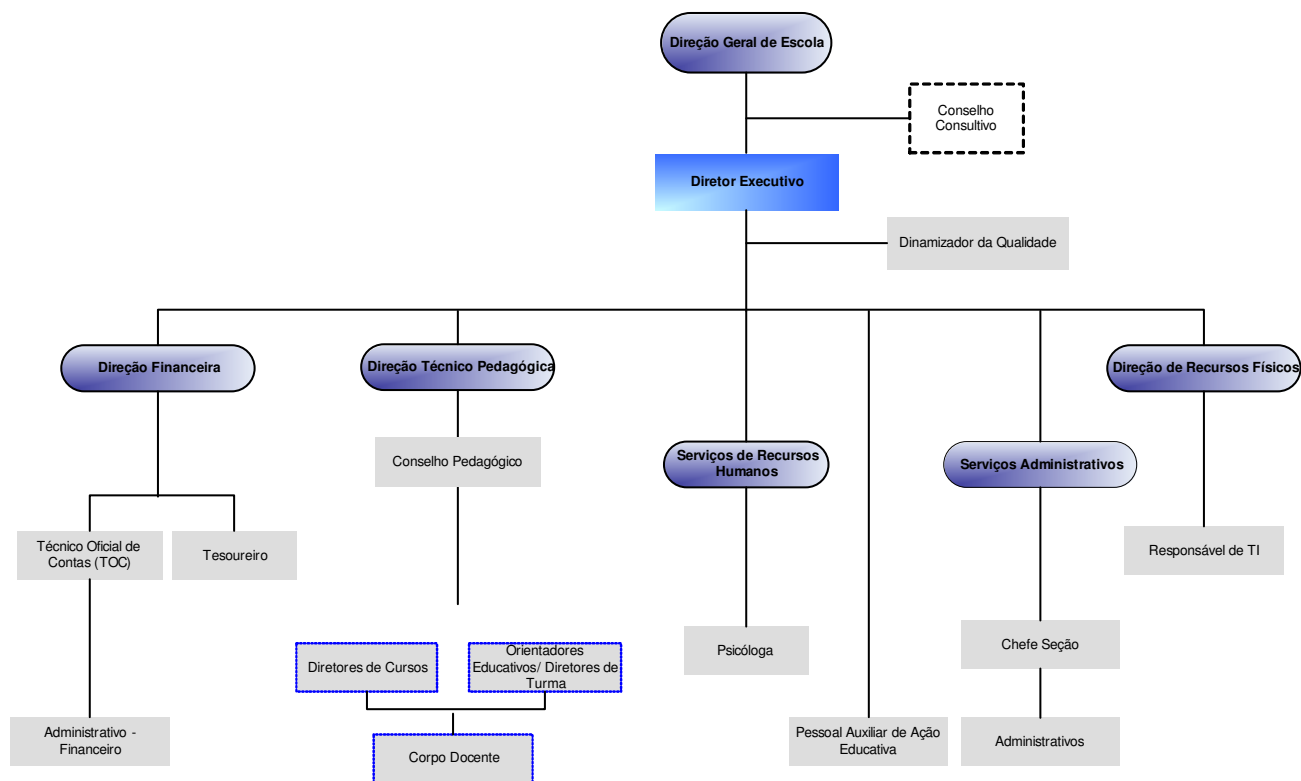 Direção Geral de Escola
Conselho
Consultivo
Diretor Executivo
Dinamizador da Qualidade
Direção Financeira
Direção Técnico Pedagógica
Direção de Recursos Físicos
Conselho Pedagógico
Serviços de Recursos
Humanos
Serviços Administrativos
Técnico Oficial de
Contas (TOC)
Tesoureiro
Responsável de TI
Diretores de Cursos
Orientadores
Educativos/ Diretores de
Turma
Psicóloga
Chefe Seção
Administrativo -
Financeiro
Corpo Docente
Pessoal Auxiliar de Ação
Educativa
Administrativos